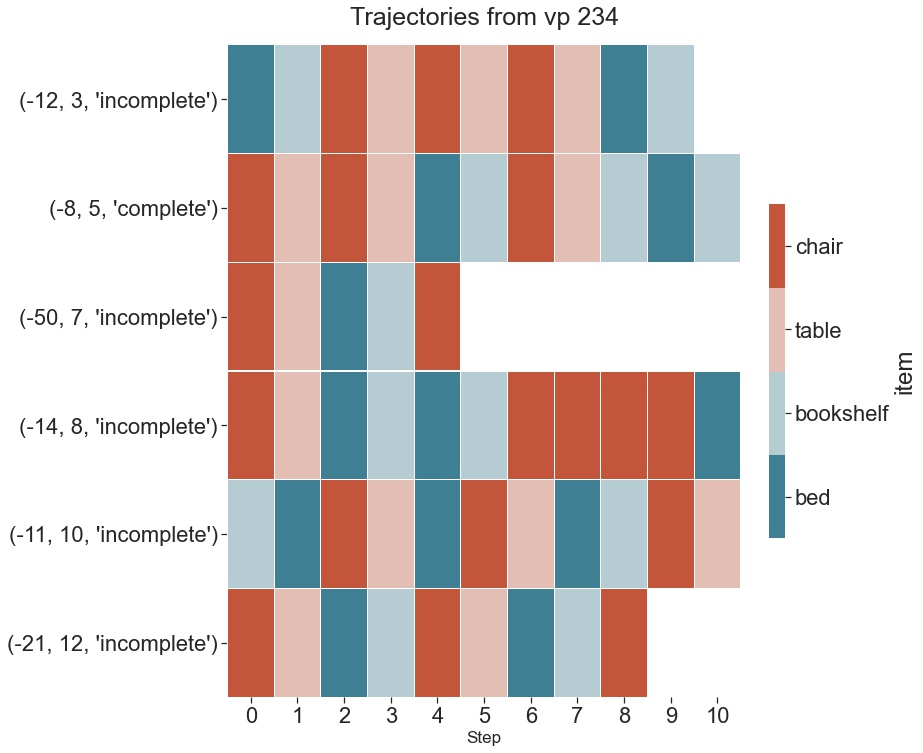 Trajectories from vp 234
(-12, 3, 'incomplete')
(-8, 5, 'complete')
(-50, 7, 'incomplete')
(-14, 8, 'incomplete')
(-11, 10, 'incomplete')
(-21, 12, 'incomplete')
0 1 2 3 4 5 6 7 8 9 10
Step
chair
table
bookshelf
bed
item